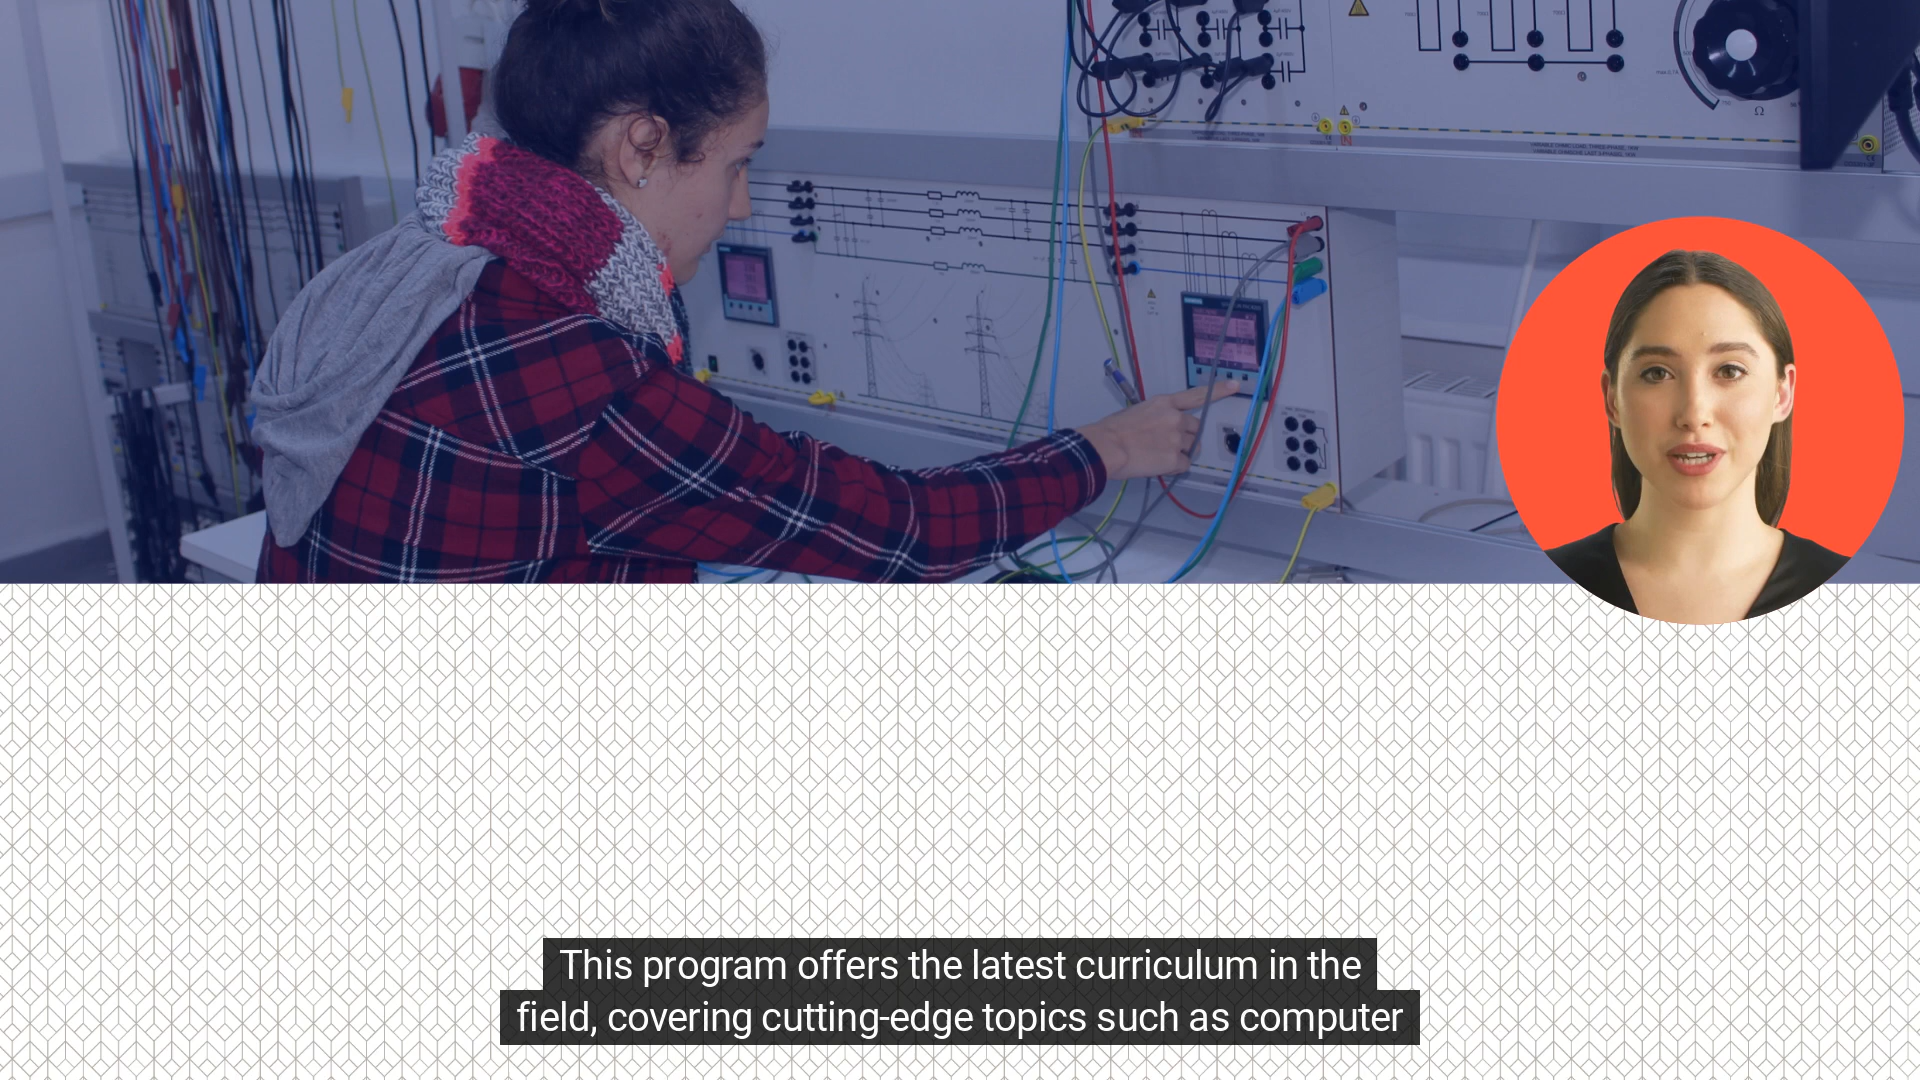 This program offers the latest curriculum in the
field, covering cutting-edge topics such as computer